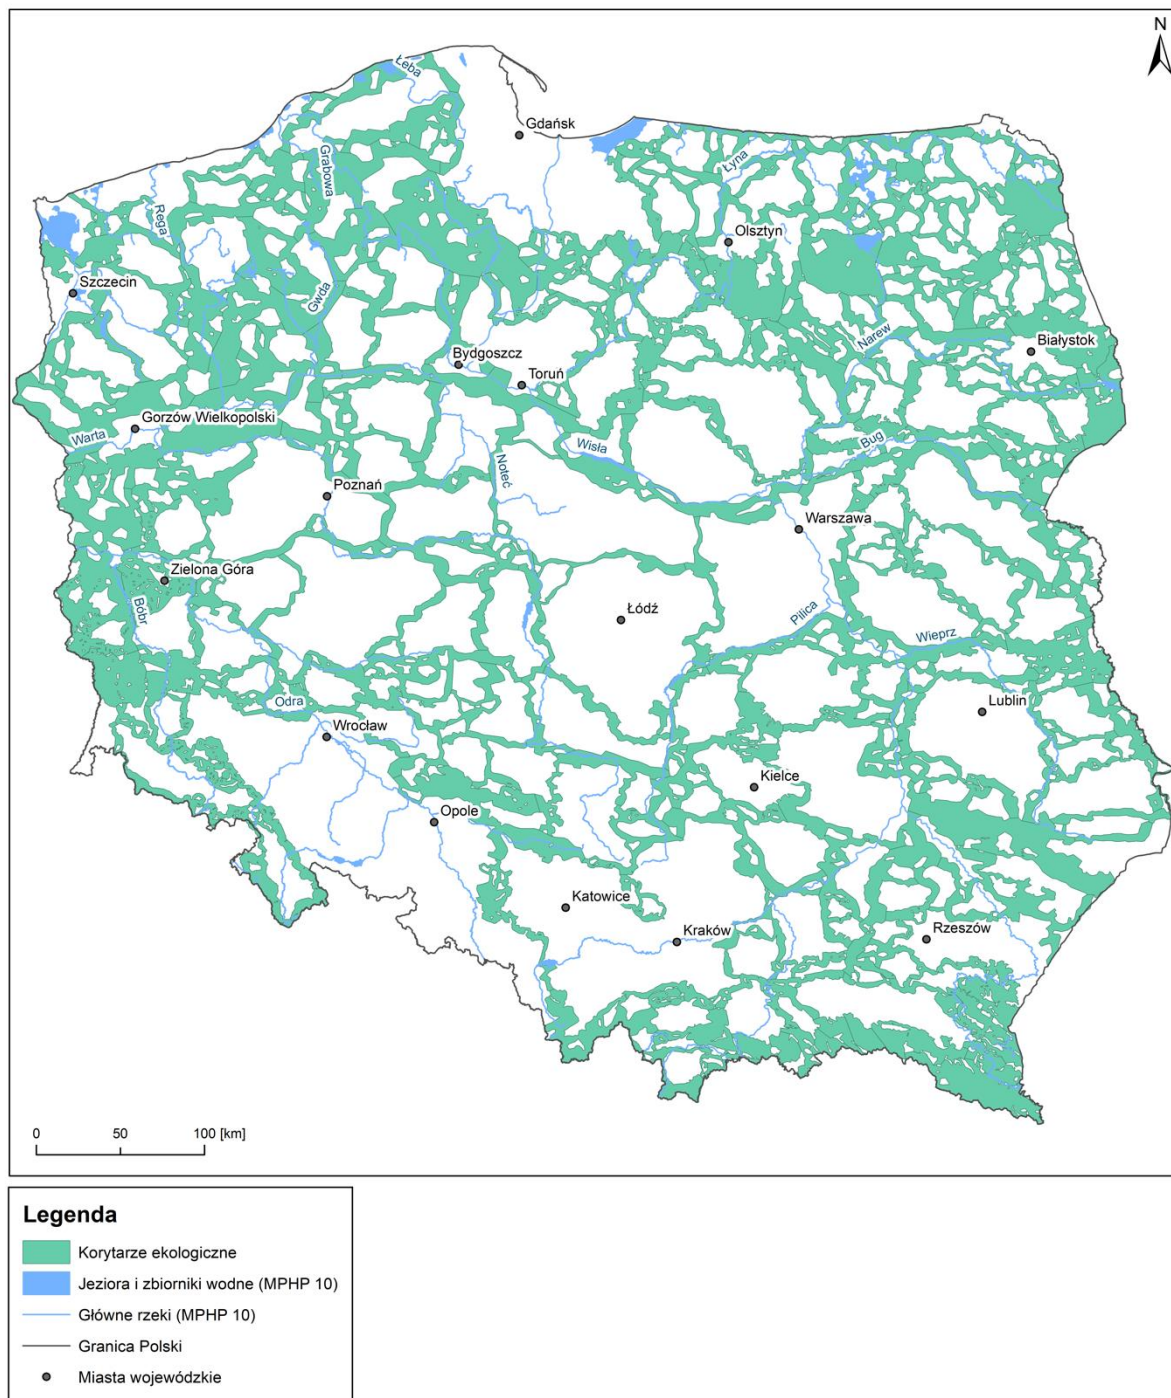 N
Łeba
Gdańsk
Grabowa
Łyna
Rega
Olsztyn
Szczecin
Gwda
Narew
Białystok
Bydgoszcz
Toruń
Gorzów Wielkopolski
Warta
Wisła
Bug
Noteć
Poznań
Warszawa
Zielona Góra
Bóbr
Łódź
Pilica
Wieprz
Odra
Lublin
Wrocław
Kielce
Opole
Katowice
Kraków
Rzeszów
0 50 100 [km]
Legenda
Korytarze ekologiczne
Jeziora i zbiorniki wodne (MPHP 10)
Główne rzeki (MPHP 10)
Granica Polski
Miasta wojewódzkie